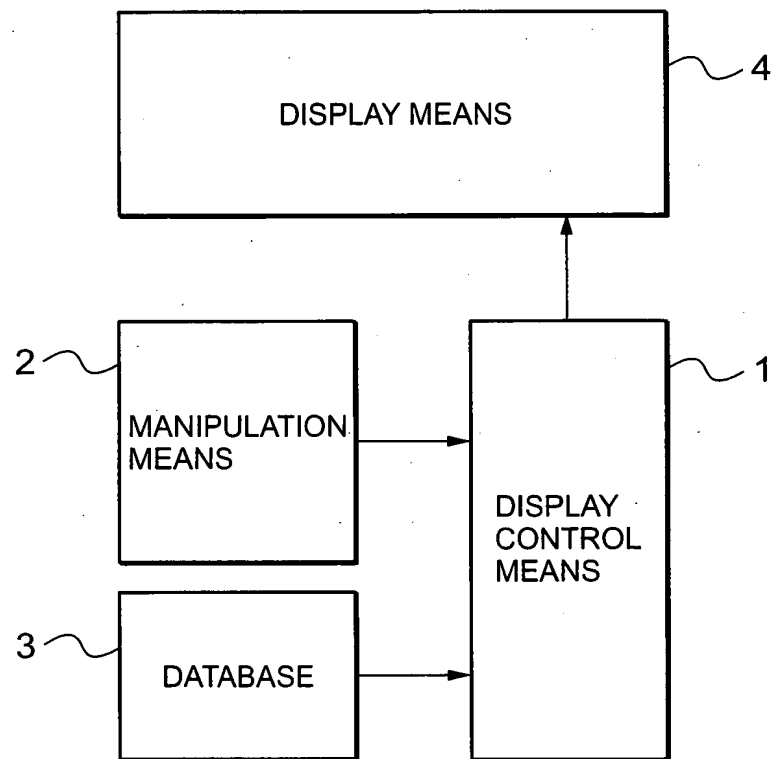 DISPLAY MEANS
4
2
MANIPULATION
MEANS
1
DISPLAY
CONTROL
MEANS
3
DATABASE